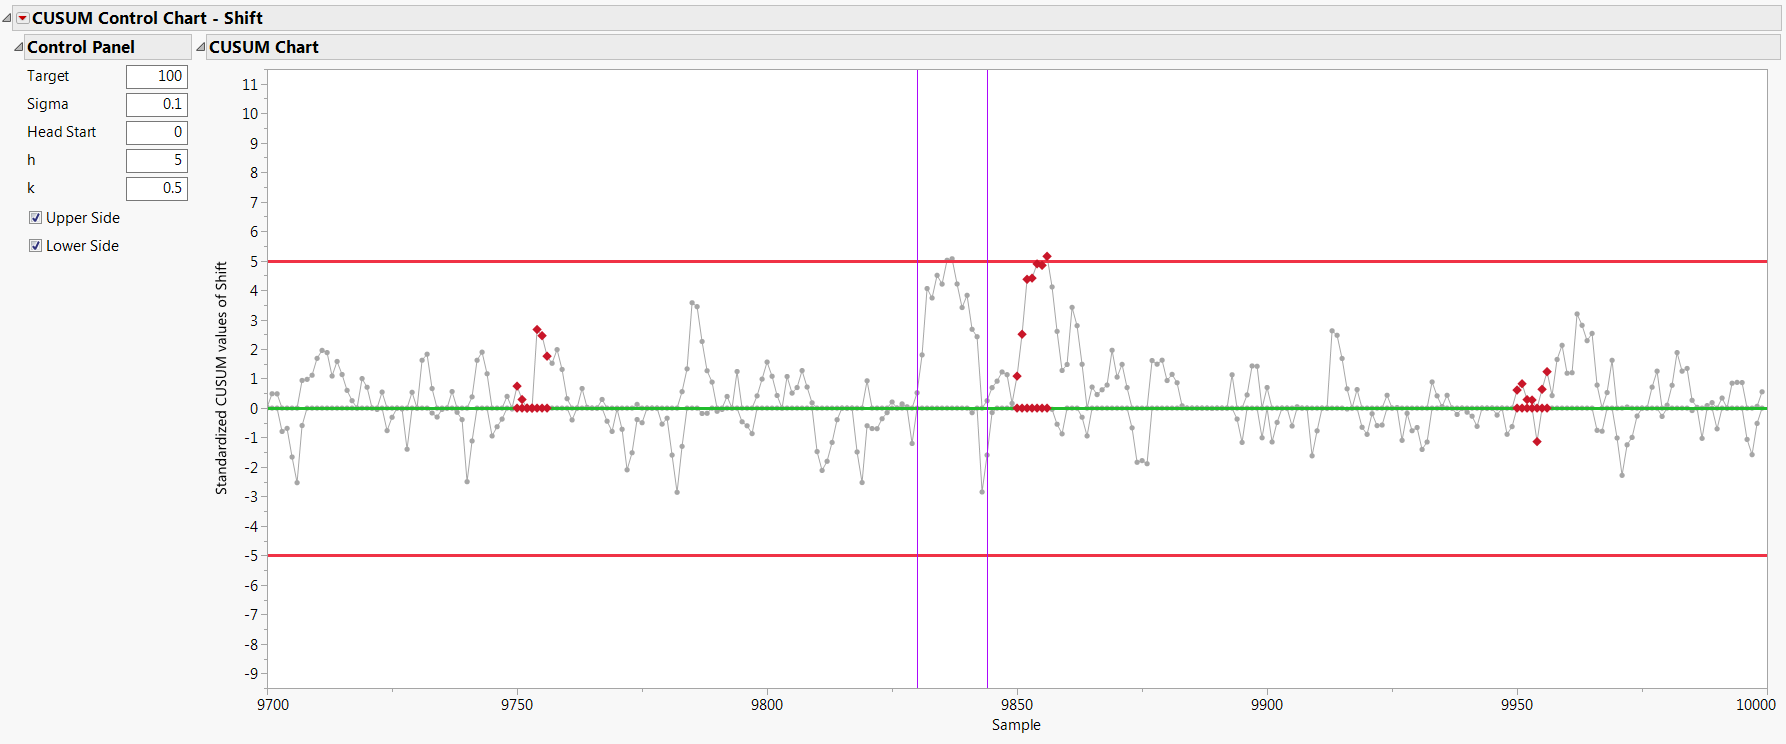 CUSUM Control Chart - Shift
Control Panel
Target 100
Sigma 0.1
Head Start 0
h 5
k 0.5
Upper Side
Lower Side
CUSUM Chart
Standardized CUSUM values of Shift
11
10
9
8
7
6
5
4
3
2
1
0
-1
-2
-3
-4
-5
-6
-7
-8
-9
9700 9750 9800 9850 9900 9950 10000
Sample